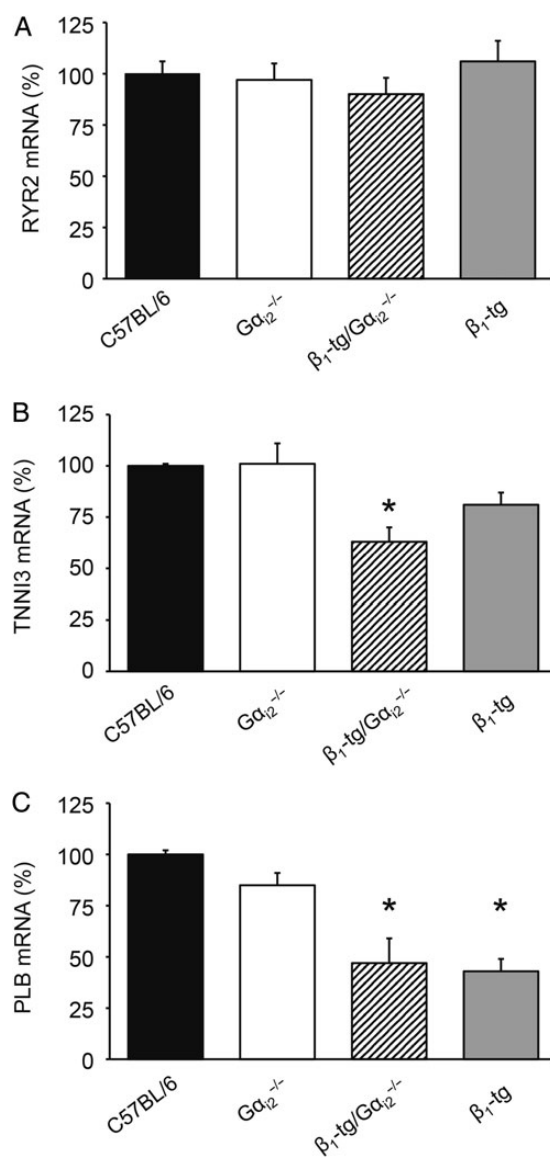 A
RYR2 mRNA (%)
125
100
75
50
25
0
C57BL/6
Gαi2−/−
β1-tg/Gαi2−/−
β1-tg
B
TNNI3 mRNA (%)
125
100
75
50
25
0
*
C57BL/6
Gαi2−/−
β1-tg/Gαi2−/−
β1-tg
C
PLB mRNA (%)
125
100
75
50
25
0
* *
C57BL/6
Gαi2−/−
β1-tg/Gαi2−/−
β1-tg